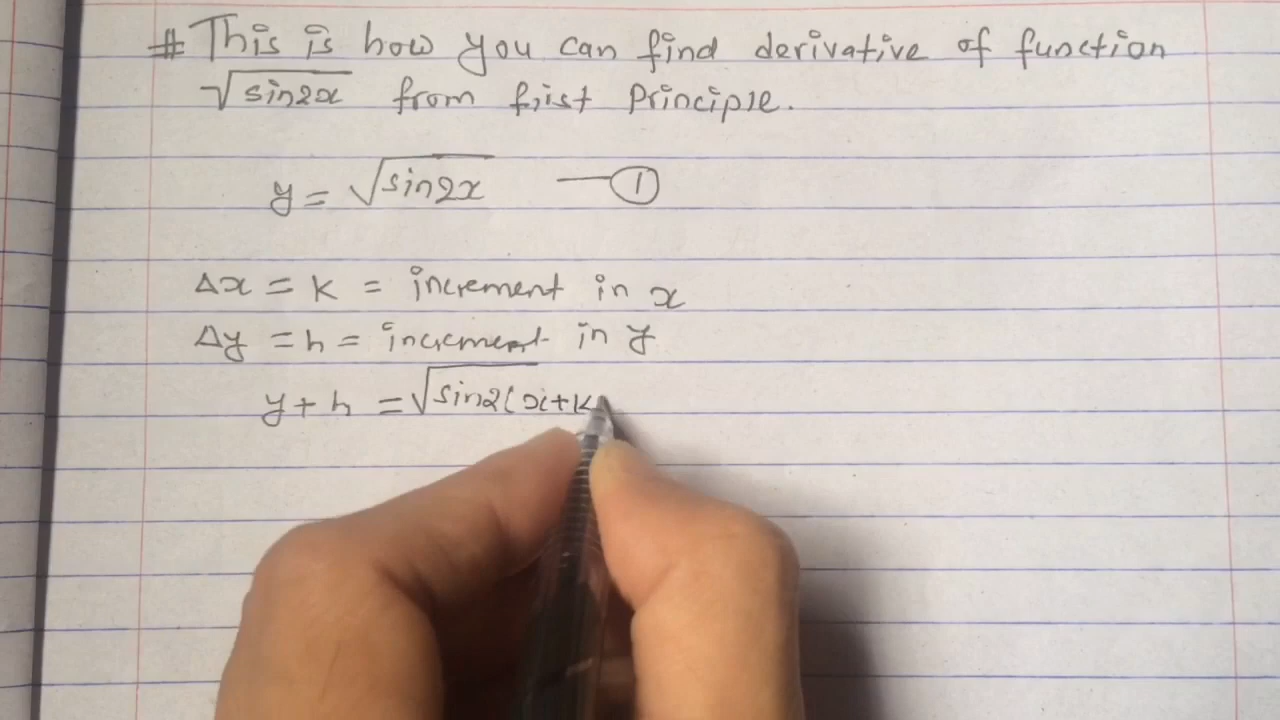 # This is how you can find derivative of function
√sin2x from first Principle.
y = √sin2x —①
Δx = K = increment in x
Δy = h = increment in y
y + h = √sin2(x+K)